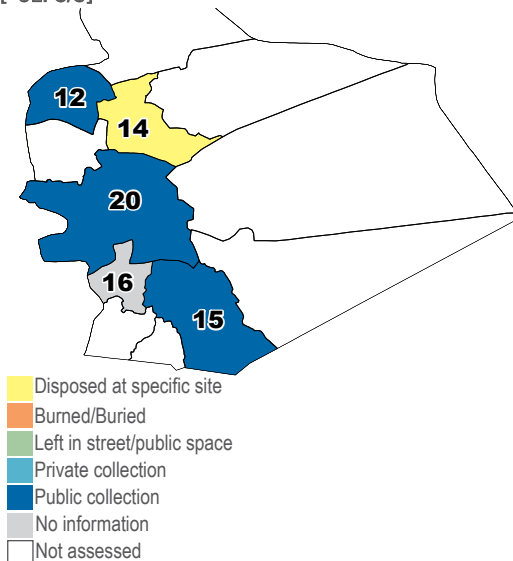 12
14
20
16
15
Disposed at specific site
Burned/Buried
Left in street/public space
Private collection
Public collection
No information
Not assessed